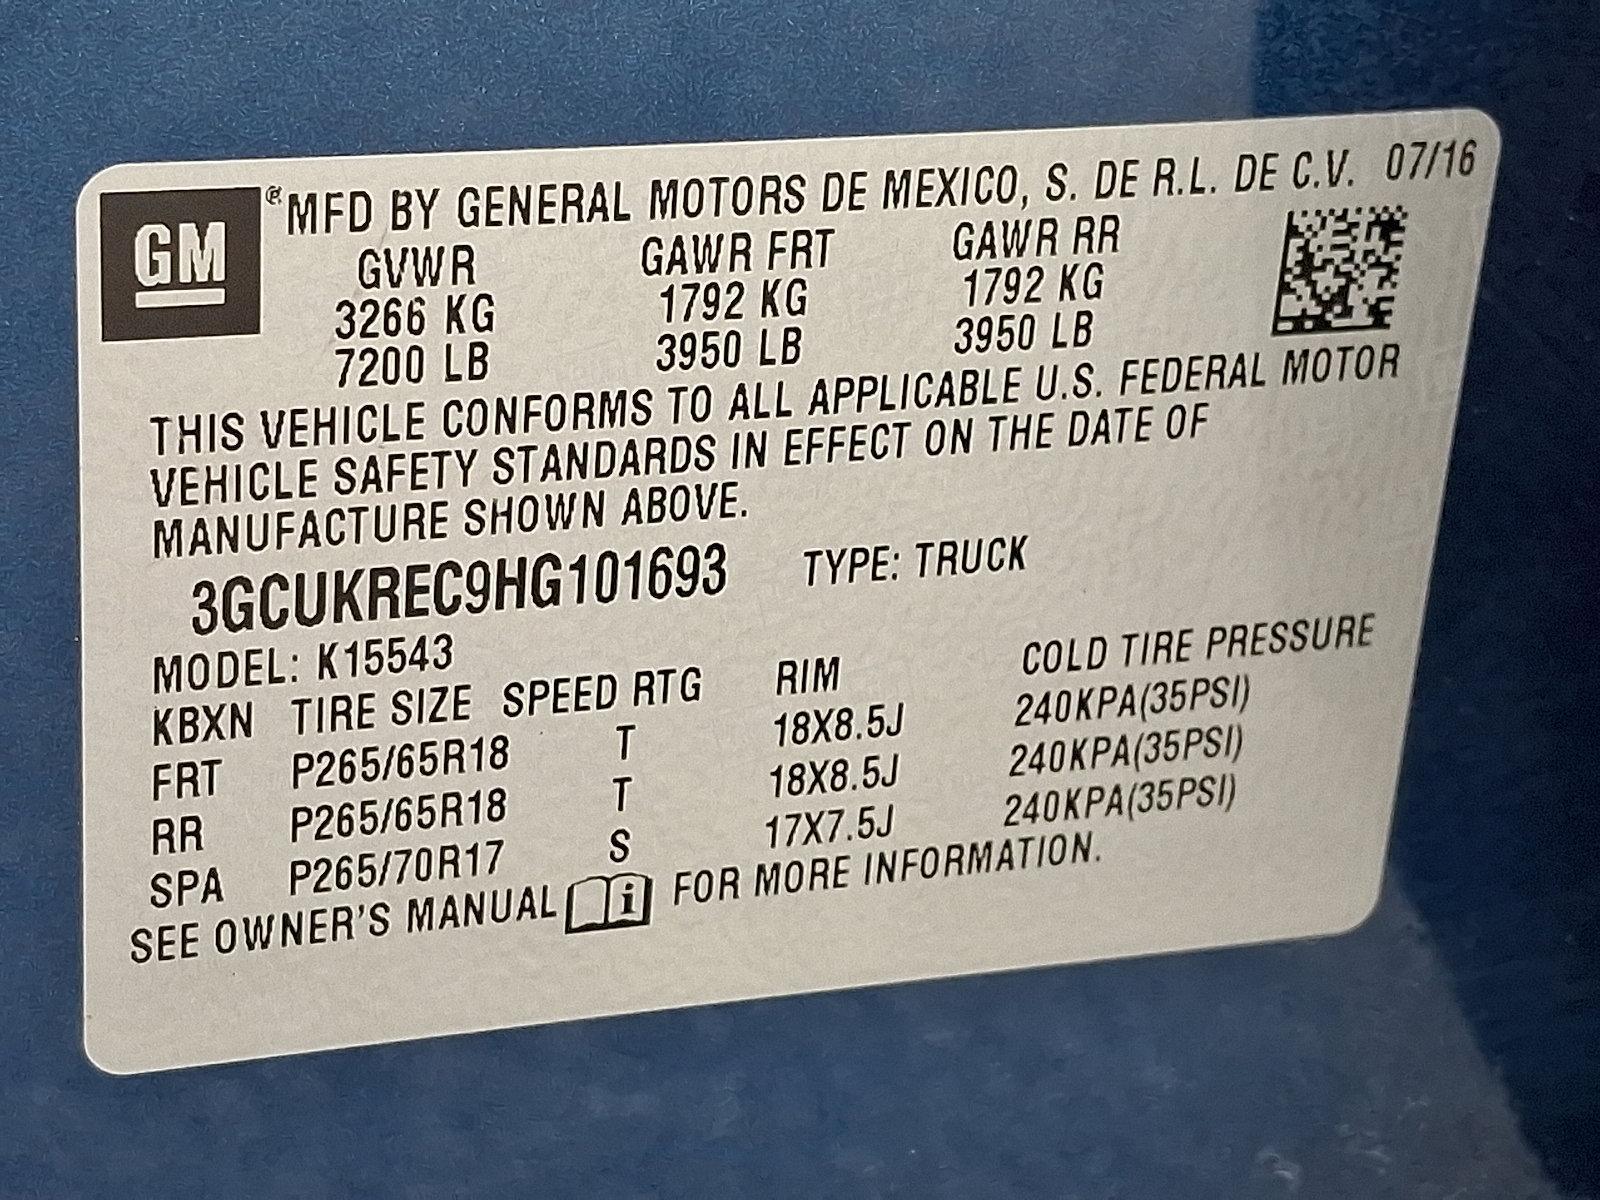 GM ® MFD BY GENERAL MOTORS DE MEXICO, S. DE R.L. DE C.V. 07/16
GVWR GAWR FRT GAWR RR
3266 KG 1792 KG 1792 KG
7200 LB 3950 LB 3950 LB
THIS VEHICLE CONFORMS TO ALL APPLICABLE U.S. FEDERAL MOTOR
VEHICLE SAFETY STANDARDS IN EFFECT ON THE DATE OF
MANUFACTURE SHOWN ABOVE.
3GCUKREC9HG101693 TYPE: TRUCK
MODEL: K15543
KBXN TIRE SIZE SPEED RTG RIM COLD TIRE PRESSURE
FRT P265/65R18 T 18X8.5J 240KPA(35PSI)
RR P265/65R18 T 18X8.5J 240KPA(35PSI)
SPA P265/70R17 S 17X7.5J 240KPA(35PSI)
SEE OWNER'S MANUAL i FOR MORE INFORMATION.